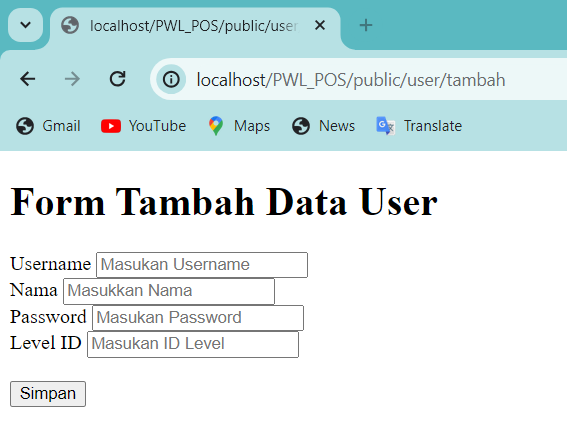 localhost/PWL_POS/public/user
localhost/PWL_POS/public/user/tambah
Gmail YouTube Maps News Translate
Form Tambah Data User
Username Masukan Username
Nama Masukkan Nama
Password Masukan Password
Level ID Masukan ID Level
Simpan